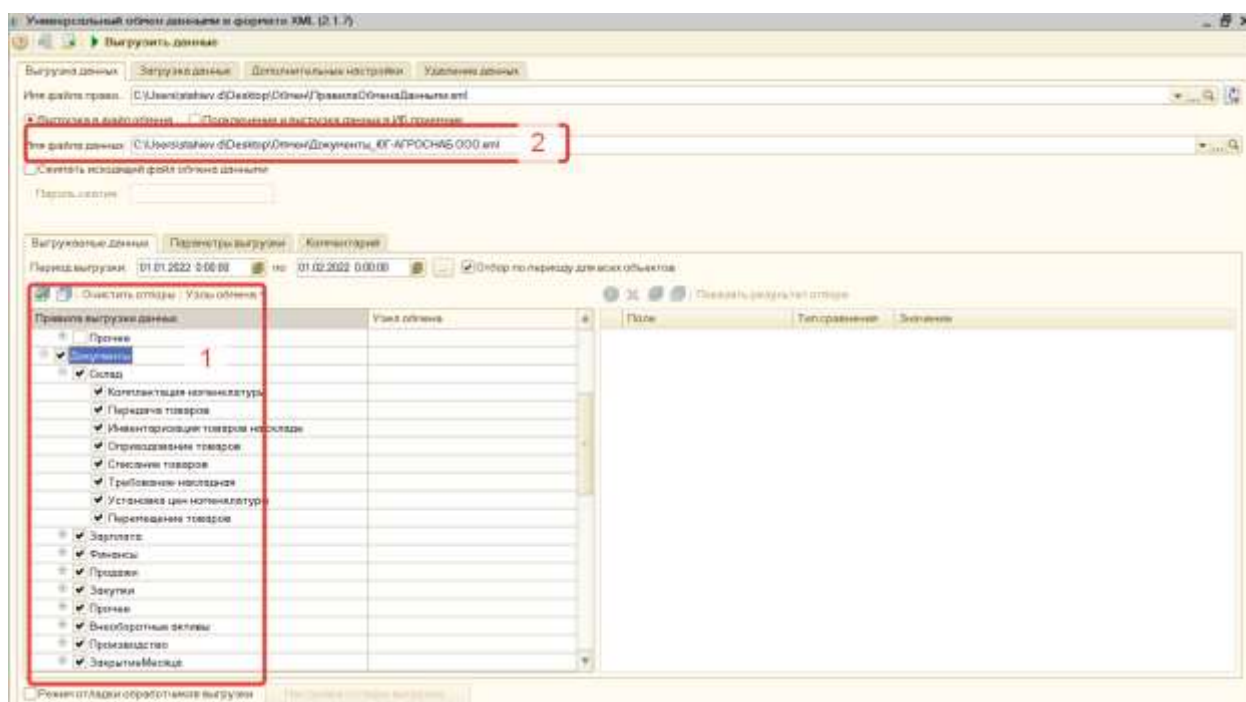 Универсальный обмен данными в формате XML (2.1.7)
Выгрузить данные
Выгрузка данных Загрузка данных Дополнительные настройки Удаление данных
Имя файла правил: C:\Users\stahiev d\Desktop\Обмен\ПравилаОбменаДанными.xml
Выгрузка в файл обмена Подключение и выгрузка данных в ИБ приемник
Имя файла данных: C:\Users\stahiev d\Desktop\Обмен\Документы_ЮГ-АГРОСНАБ ООО.xml 2
Сжимать исходящий файл обмена данными
Пароль сжатия:
Выгружаемые данные Параметры выгрузки Комментарий
Период выгрузки: 01.01.2022 0:00:00 по: 01.02.2022 0:00:00 ... Отбор по периоду для всех объектов
Очистить отборы Узлы обмена Показать результат отбора
Правила выгрузки данных Узел обмена Поле Тип сравнения Значение
Прочее
Документы 1
Склад
Комплектация номенклатуры
Передача товаров
Инвентаризация товаров на складе
Оприходование товаров
Списание товаров
Требование накладная
Установка цен номенклатуры
Перемещение товаров
Зарплата
Финансы
Продажи
Закупки
Прочее
Внеоборотные активы
Производство
ЗакрытиеМесяца
Режим отладки обработчиков выгрузки